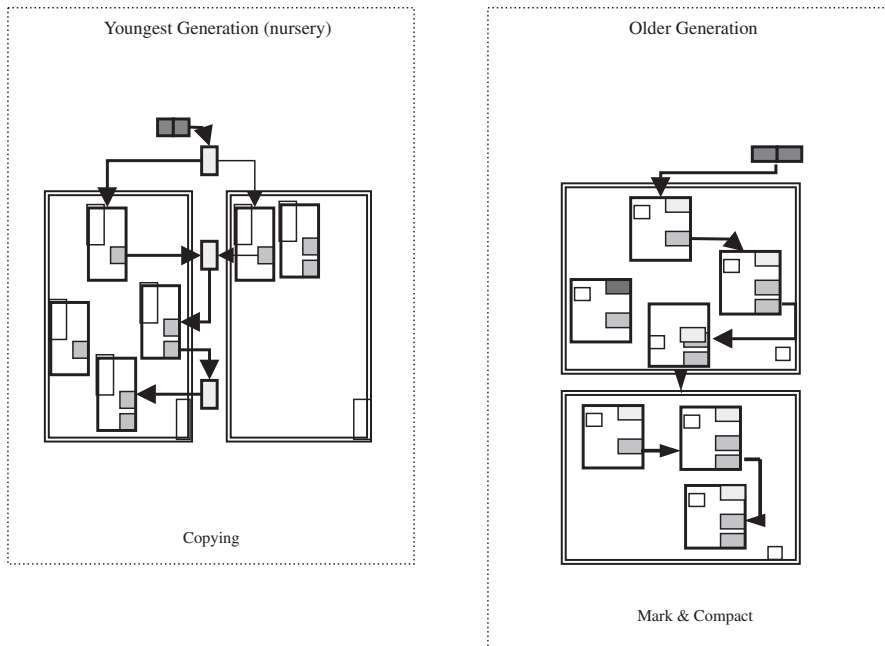 Youngest Generation (nursery)
Older Generation
Copying
Mark & Compact